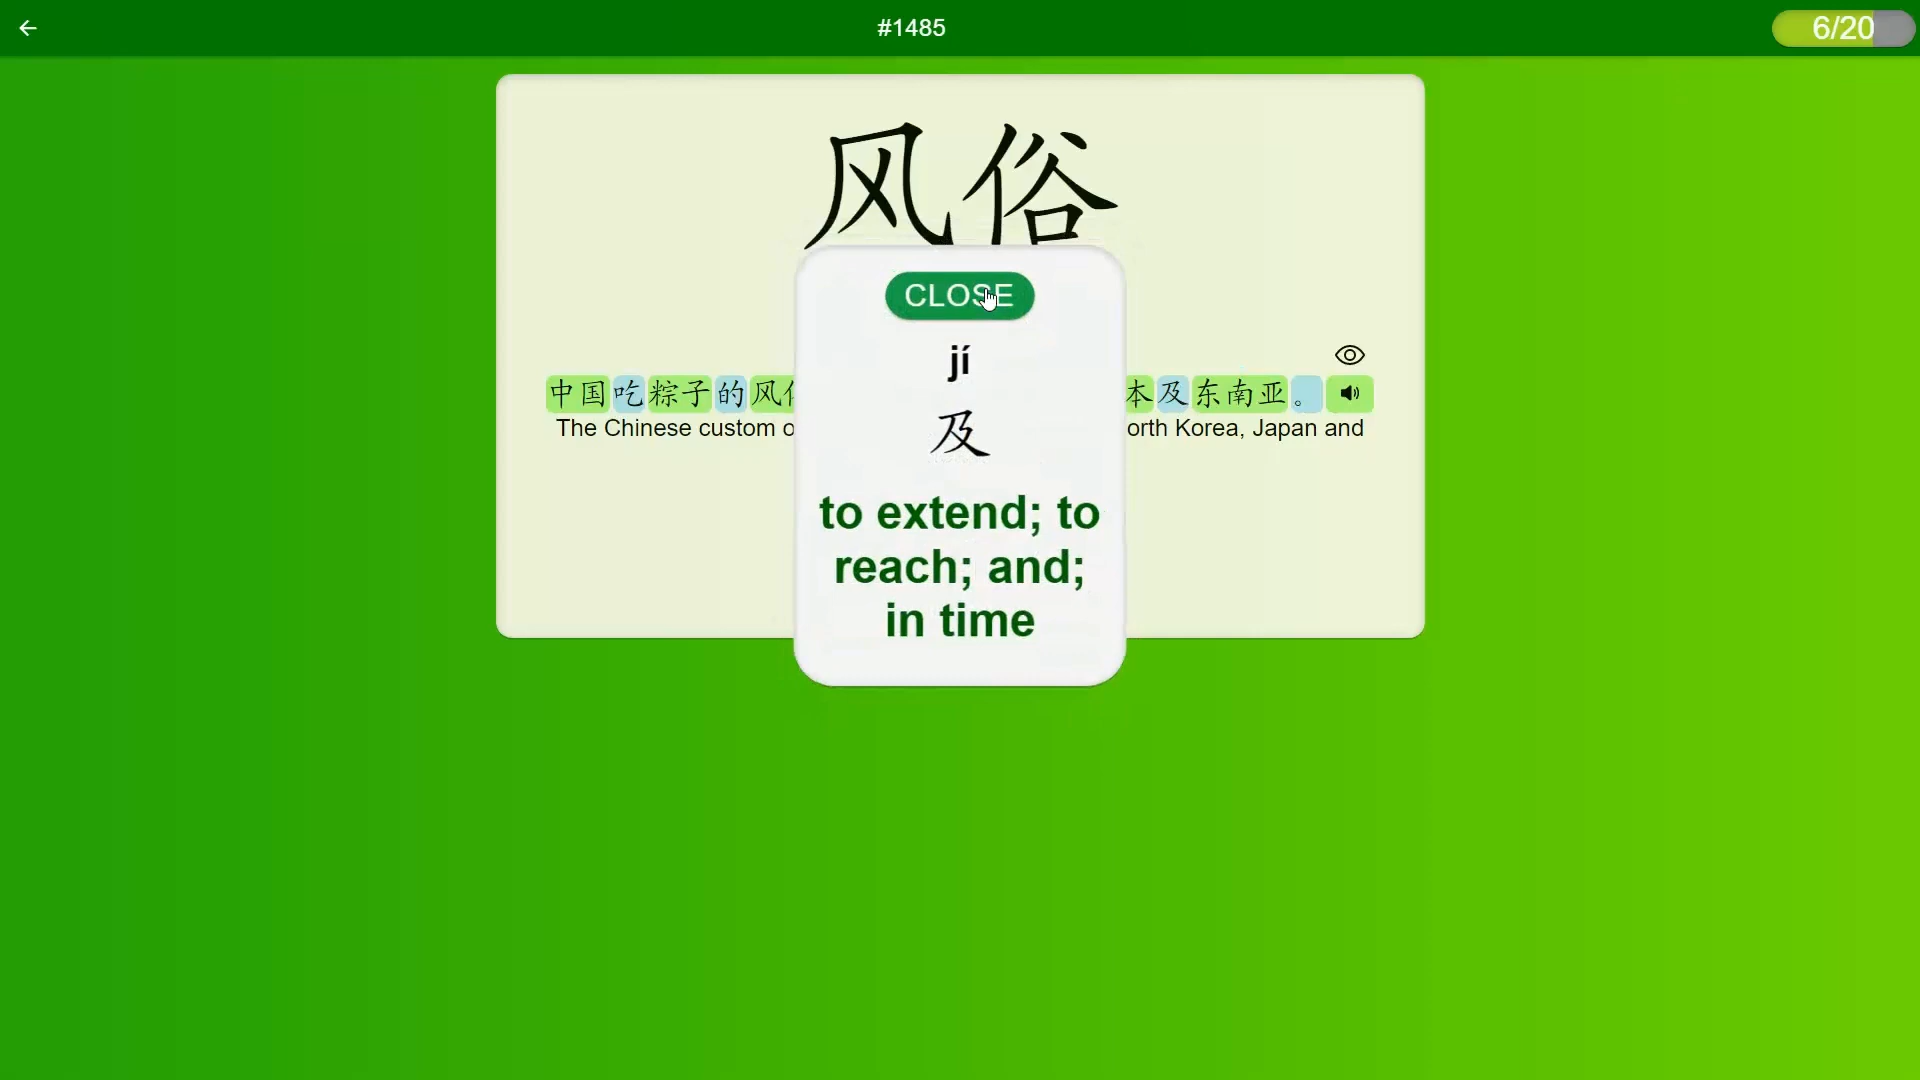 #1485
6/20
风俗
CLOSE
jí
及
to extend; to
reach; and;
in time
中国吃粽子的风 本及东南亚。
The Chinese custom o orth Korea, Japan and